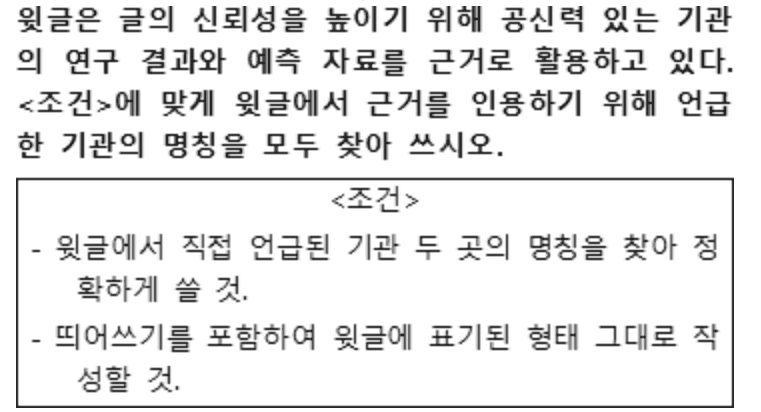 윗글은 글의 신뢰성을 높이기 위해 공신력 있는 기관
의 연구 결과와 예측 자료를 근거로 활용하고 있다.
<조건>에 맞게 윗글에서 근거를 인용하기 위해 언급
한 기관의 명칭을 모두 찾아 쓰시오.
<조건>
- 윗글에서 직접 언급된 기관 두 곳의 명칭을 찾아 정
확하게 쓸 것.
- 띄어쓰기를 포함하여 윗글에 표기된 형태 그대로 작
성할 것.